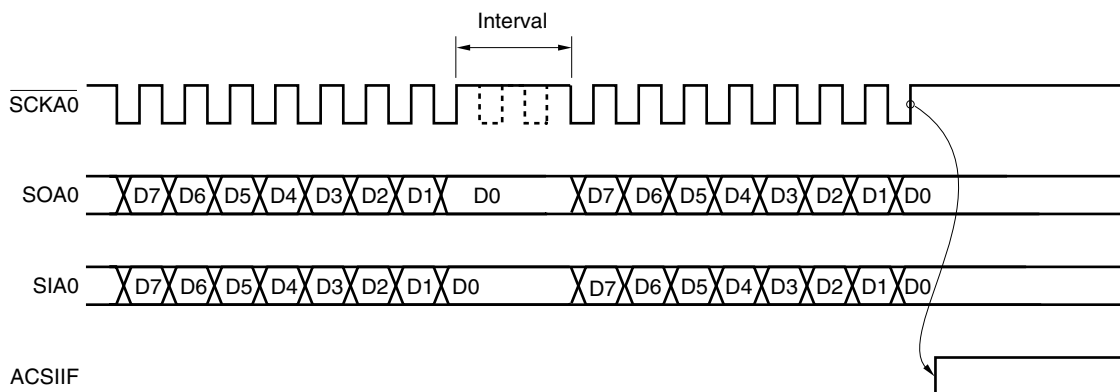 Interval
SCKA0
SOA0 D7 D6 D5 D4 D3 D2 D1 D0 D7 D6 D5 D4 D3 D2 D1 D0
SIA0 D7 D6 D5 D4 D3 D2 D1 D0 D7 D6 D5 D4 D3 D2 D1 D0
ACSIIF